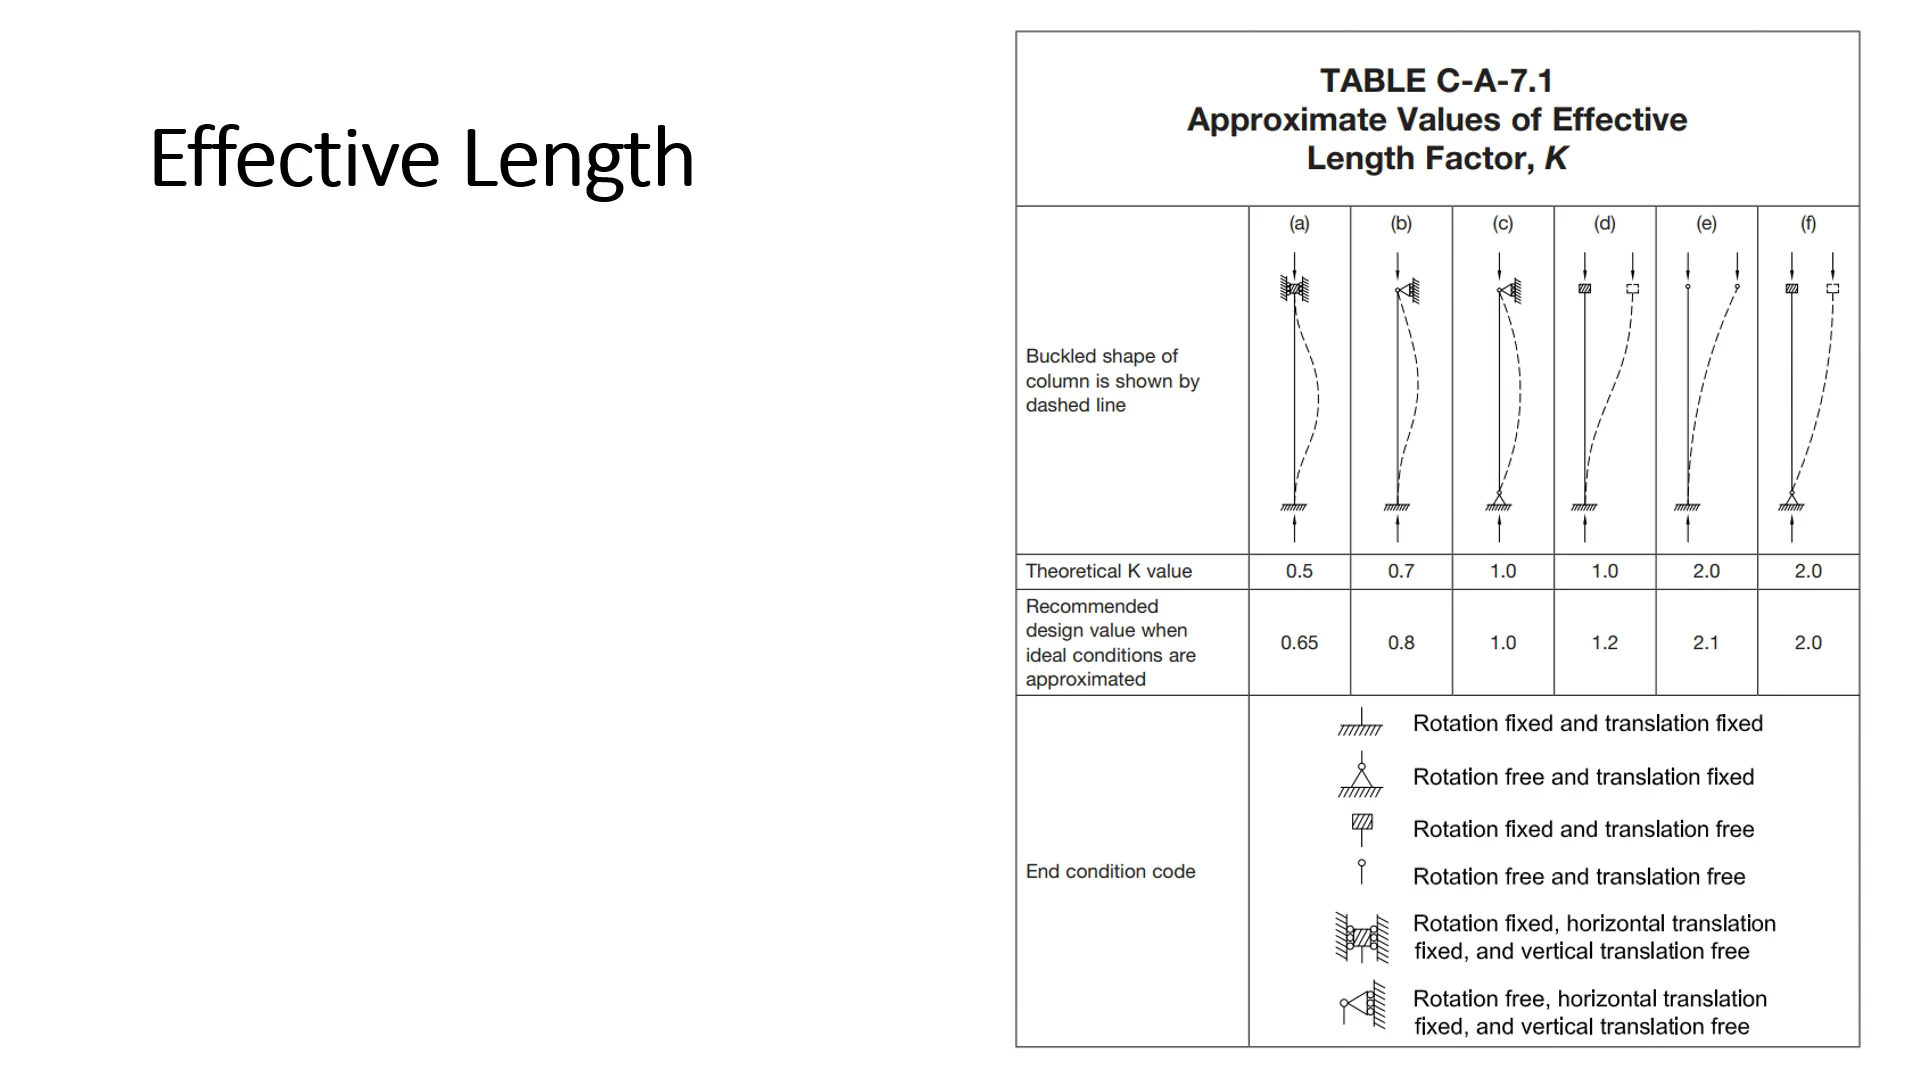 Effective Length
TABLE C-A-7.1
Approximate Values of Effective
Length Factor, K
(a) (b) (c) (d) (e) (f)
Buckled shape of
column is shown by
dashed line
Theoretical K value 0.5 0.7 1.0 1.0 2.0 2.0
Recommended
design value when
ideal conditions are
approximated
0.65 0.8 1.0 1.2 2.1 2.0
End condition code
Rotation fixed and translation fixed
Rotation free and translation fixed
Rotation fixed and translation free
Rotation free and translation free
Rotation fixed, horizontal translation
fixed, and vertical translation free
Rotation free, horizontal translation
fixed, and vertical translation free